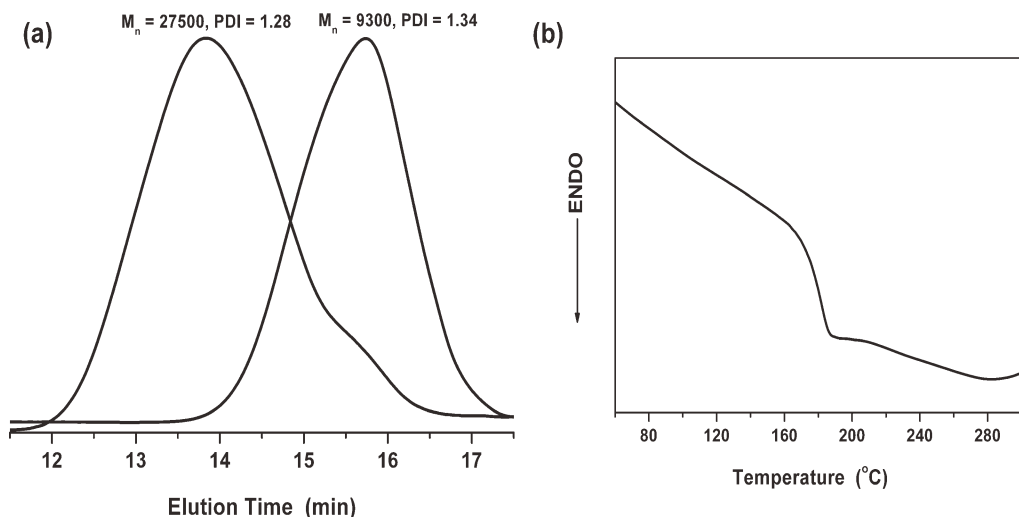 (a)
Mn = 27500, PDI = 1.28 Mn = 9300, PDI = 1.34
12 13 14 15 16 17
Elution Time (min)
(b)
ENDO
80 120 160 200 240 280
Temperature (°C)